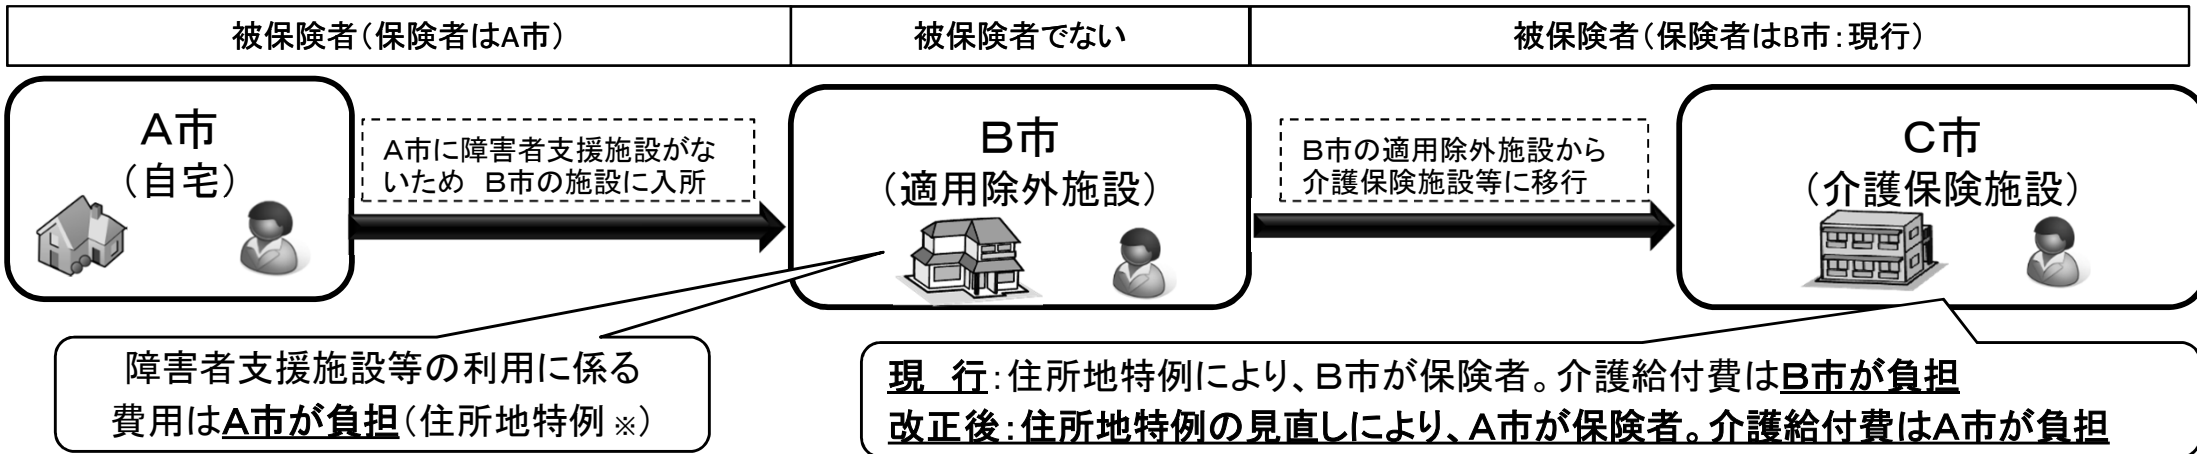 被保険者(保険者はA市)
被保険者でない
被保険者(保険者はB市:現行)
A市
(自宅)
A市に障害者支援施設がな
いため　B市の施設に入所
B市
(適用除外施設)
B市の適用除外施設から
介護保険施設等に移行
C市
(介護保険施設)
障害者支援施設等の利用に係る
費用はA市が負担(住所地特例※)
現　行:住所地特例により、B市が保険者。介護給付費はB市が負担
改正後:住所地特例の見直しにより、A市が保険者。介護給付費はA市が負担